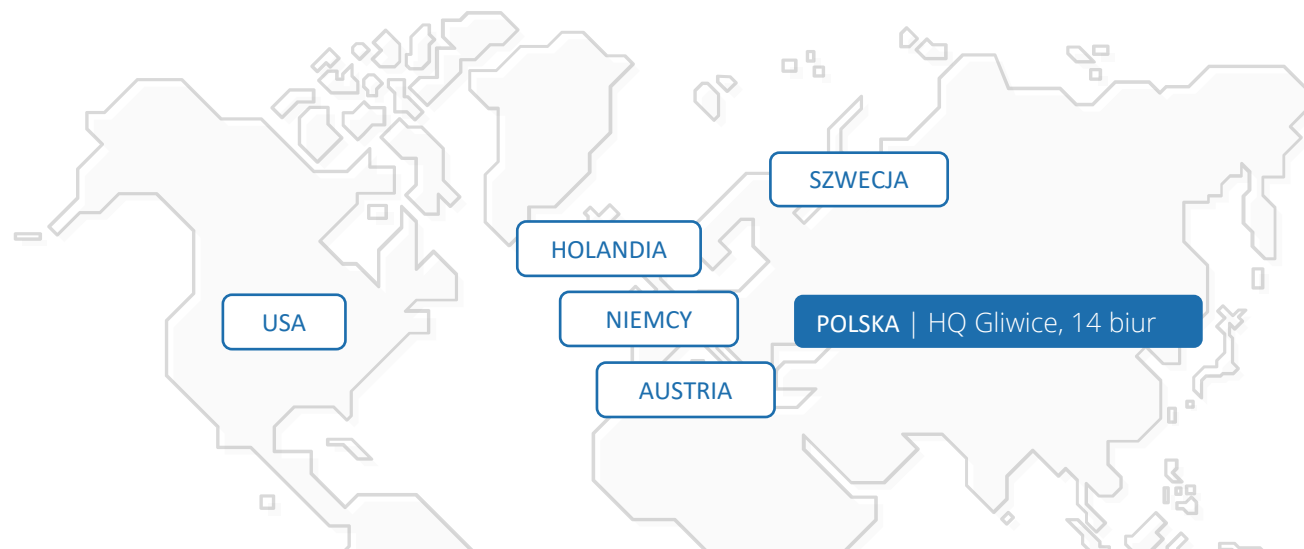 SZWECJA
HOLANDIA
USA
NIEMCY
POLSKA | HQ Gliwice, 14 biur
AUSTRIA